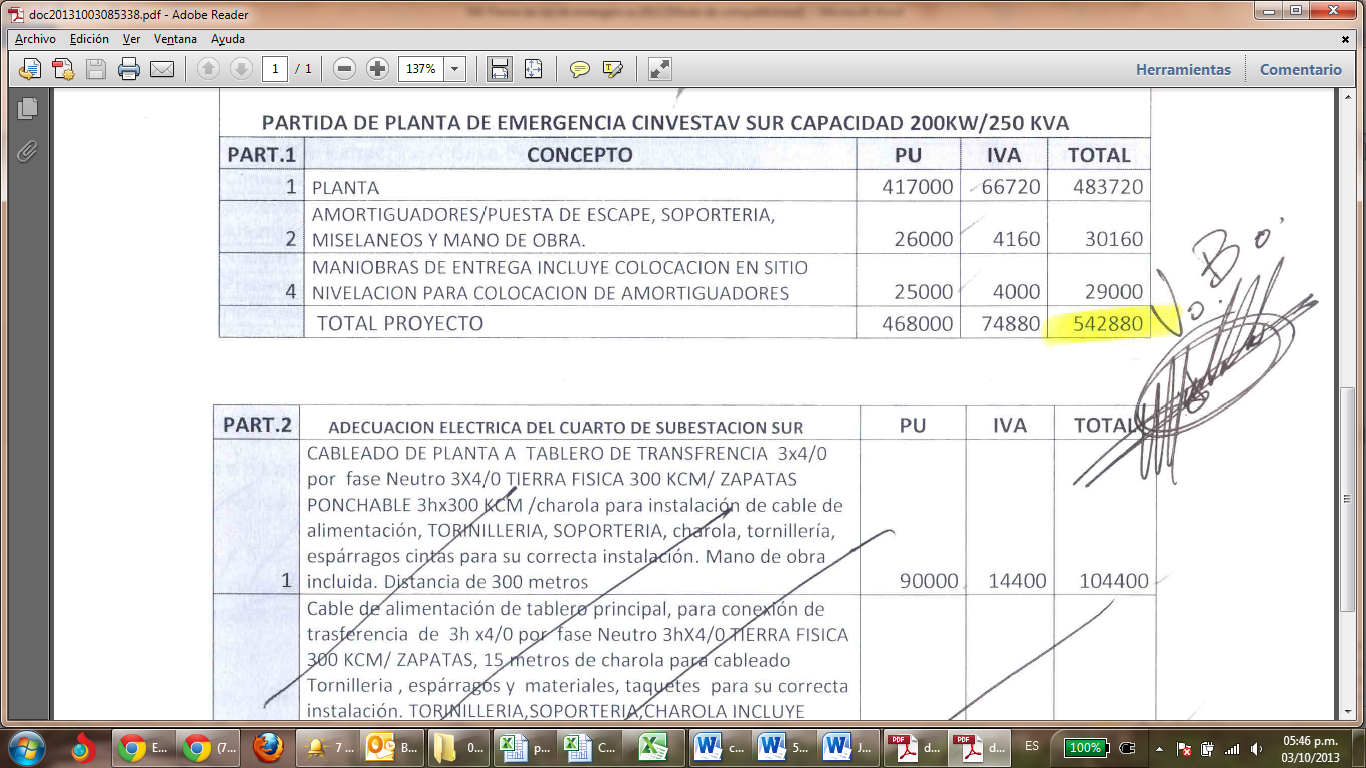 doc20131003085338.pdf - Adobe Reader
Archivo Edición Ver Ventana Ayuda
1 / 1 137% Herramientas Comentario
PARTIDA DE PLANTA DE EMERGENCIA CINVESTAV SUR CAPACIDAD 200KW/250 KVA
PART.1 CONCEPTO PU IVA TOTAL
1 PLANTA 417000 66720 483720
AMORTIGUADORES/PUESTA DE ESCAPE, SOPORTERIA,
2 MISELANEOS Y MANO DE OBRA. 26000 4160 30160
MANIOBRAS DE ENTREGA INCLUYE COLOCACION EN SITIO
4 NIVELACION PARA COLOCACION DE AMORTIGUADORES 25000 4000 29000
TOTAL PROYECTO 468000 74880 542880
Vo. Bo.
PART.2 ADECUACION ELECTRICA DEL CUARTO DE SUBESTACION SUR PU IVA TOTAL
CABLEADO DE PLANTA A TABLERO DE TRANSFRENCIA 3x4/0
por fase Neutro 3X4/0 TIERRA FISICA 300 KCM/ ZAPATAS
PONCHABLE 3hx300 KCM /charola para instalación de cable de
alimentación, TORINILLERIA, SOPORTERIA, charola, tornillería,
espárragos cintas para su correcta instalación. Mano de obra
1 incluida. Distancia de 300 metros 90000 14400 104400
Cable de alimentación de tablero principal, para conexión de
trasferencia de 3h x4/0 por fase Neutro 3hX4/0 TIERRA FISICA
300 KCM/ ZAPATAS, 15 metros de charola para cableado
Tornilleria , espárragos y materiales, taquetes para su correcta
instalación. TORINILLERIA,SOPORTERIA,CHAROLA INCLUYE
E... (7... 7 ... B... 0... p... C... c... 5... J... d... d... ES 100% 05:46 p.m.
03/10/2013